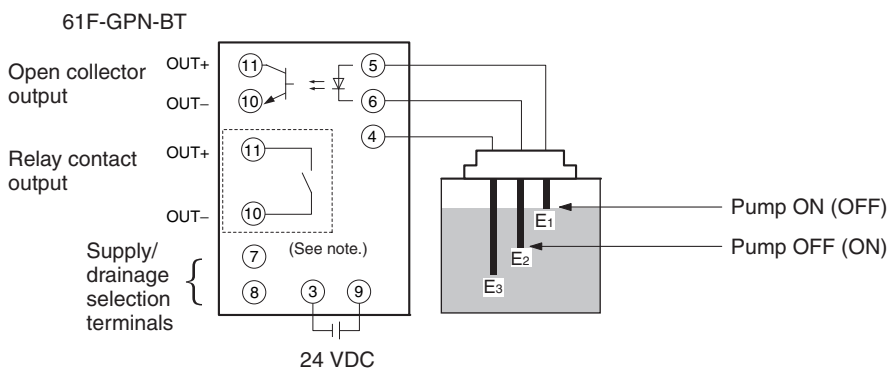 61F-GPN-BT
Open collector
output
OUT+
⑪
⑤
OUT−
⑩
⑥
④
Relay contact
output
OUT+
⑪
OUT−
⑩
Supply/
drainage
selection
terminals
⑦
(See note.)
⑧
③
⑨
24 VDC
E1
E2
E3
Pump ON (OFF)
Pump OFF (ON)